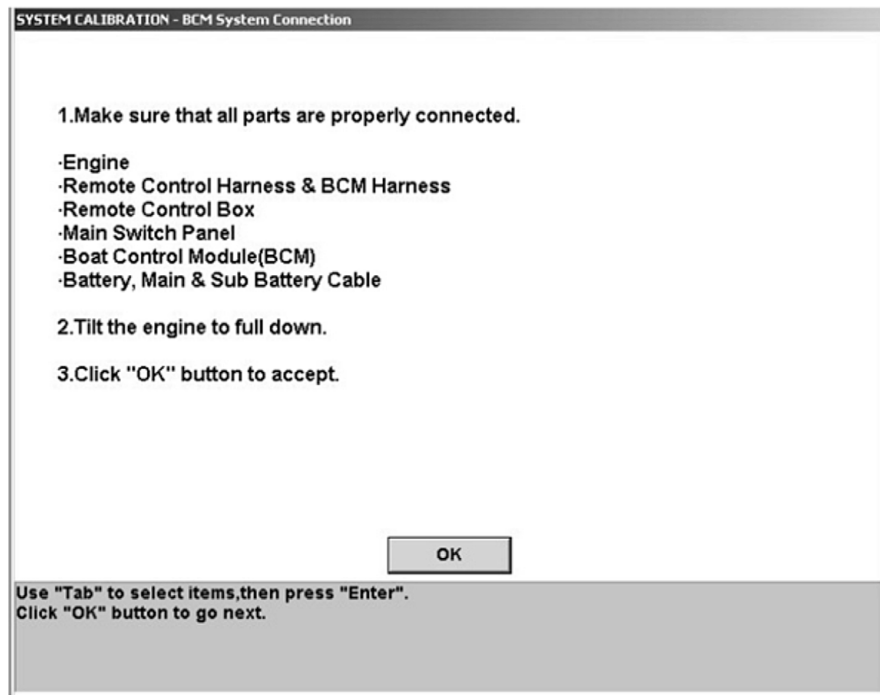 SYSTEM CALIBRATION - BCM System Connection
1.Make sure that all parts are properly connected.
·Engine
·Remote Control Harness & BCM Harness
·Remote Control Box
·Main Switch Panel
·Boat Control Module(BCM)
·Battery, Main & Sub Battery Cable
2.Tilt the engine to full down.
3.Click "OK" button to accept.
OK
Use "Tab" to select items,then press "Enter".
Click "OK" button to go next.